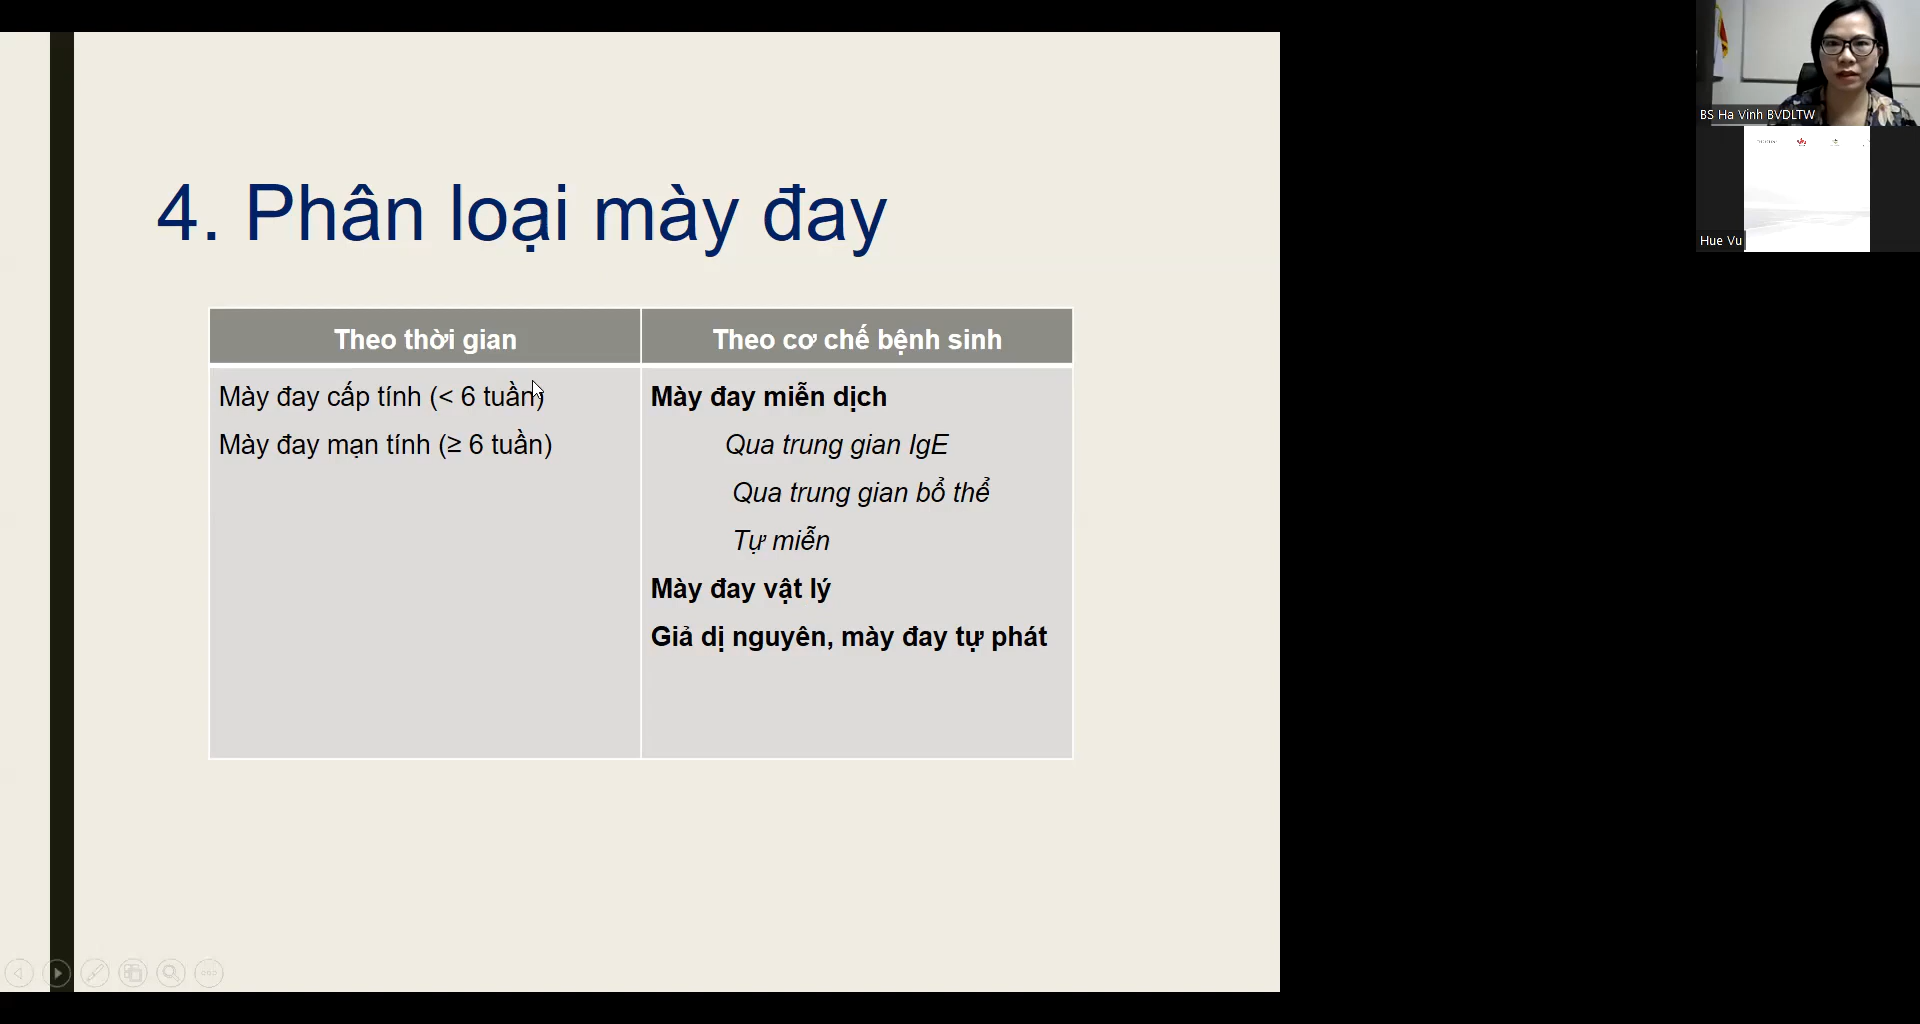 4. Phân loại mày đay
Theo thời gian
Theo cơ chế bệnh sinh
Mày đay cấp tính (< 6 tuần)
Mày đay mạn tính (≥ 6 tuần)
Mày đay miễn dịch
Qua trung gian IgE
Qua trung gian bổ thể
Tự miễn
Mày đay vật lý
Giả dị nguyên, mày đay tự phát
BS Ha Vinh BVDLTW
Hue Vu